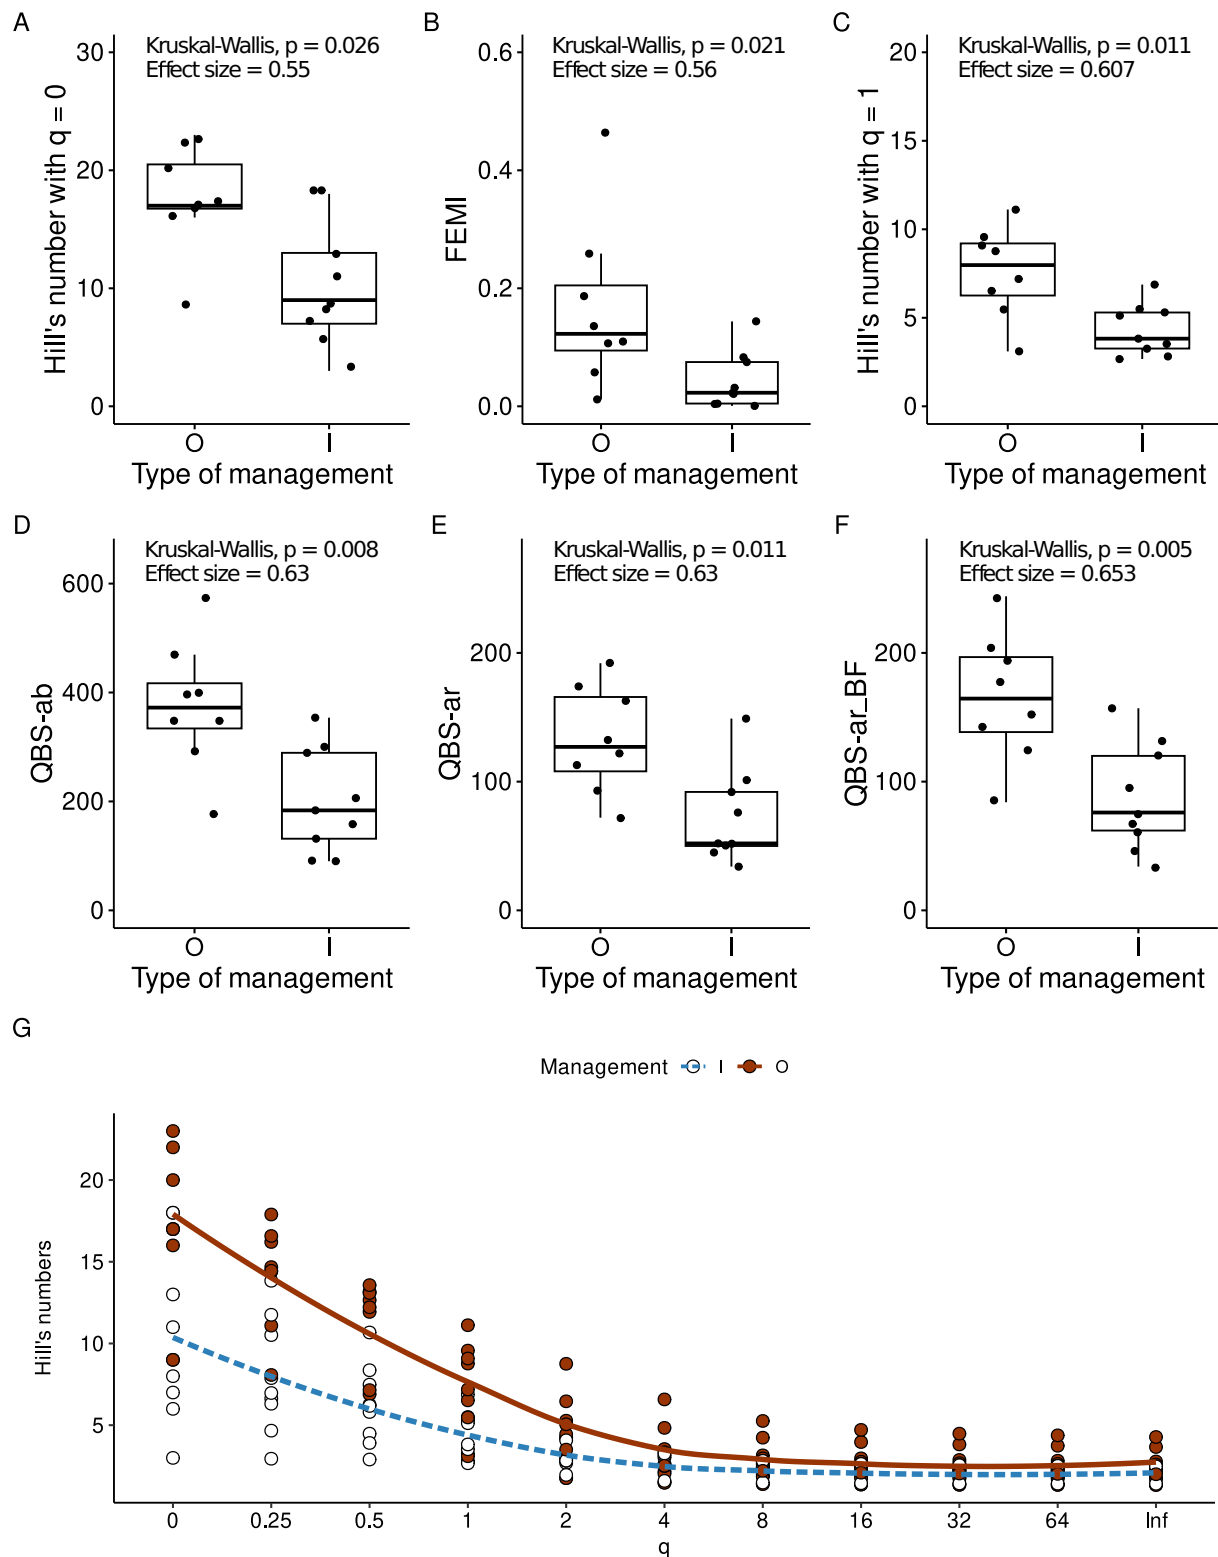 A
Kruskal-Wallis, p = 0.026
Effect size = 0.55
Hill's number with q = 0
30
20
10
0
O I
Type of management
B
Kruskal-Wallis, p = 0.021
Effect size = 0.56
FEMI
0.6
0.4
0.2
0.0
O I
Type of management
C
Kruskal-Wallis, p = 0.011
Effect size = 0.607
Hill's number with q = 1
20
15
10
5
0
O I
Type of management
D
Kruskal-Wallis, p = 0.008
Effect size = 0.63
QBS-ab
600
400
200
0
O I
Type of management
E
Kruskal-Wallis, p = 0.011
Effect size = 0.63
QBS-ar
200
100
0
O I
Type of management
F
Kruskal-Wallis, p = 0.005
Effect size = 0.653
QBS-ar_BF
200
100
0
O I
Type of management
G
Management I O
Hill's numbers
20
15
10
5
0 0.25 0.5 1 2 4 8 16 32 64 Inf
q